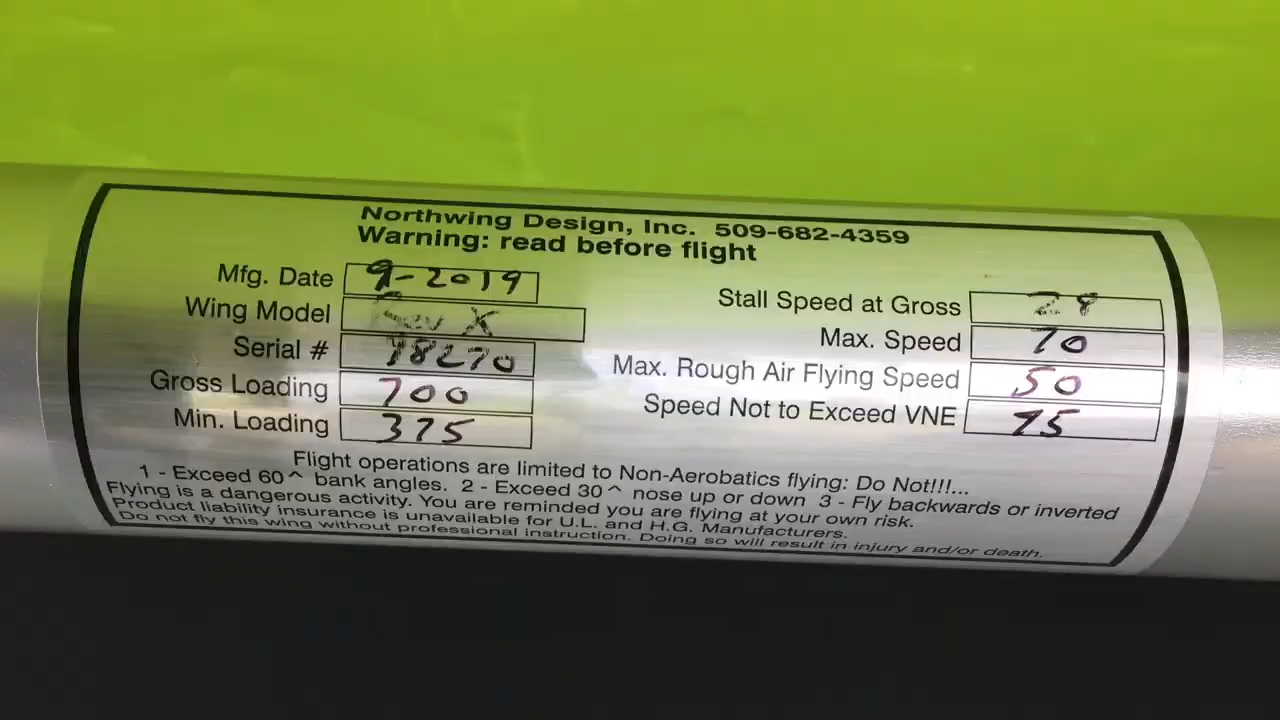 Northwing Design, Inc. 509-682-4359
Warning: read before flight
Mfg. Date 9-2019
Wing Model X
Serial #
Gross Loading 700
Min. Loading 375
Stall Speed at Gross 28
Max. Speed 70
Max. Rough Air Flying Speed 50
Speed Not to Exceed VNE 75
Flight operations are limited to Non-Aerobatics flying: Do Not!!!...
1 - Exceed 60^ bank angles. 2 - Exceed 30^ nose up or down 3 - Fly backwards or inverted
Flying is a dangerous activity. You are reminded you are flying at your own risk.
Product liability insurance is unavailable for U.L. and H.G. Manufacturers.
Do not fly this wing without professional instruction. Doing so will result in injury and/or death.